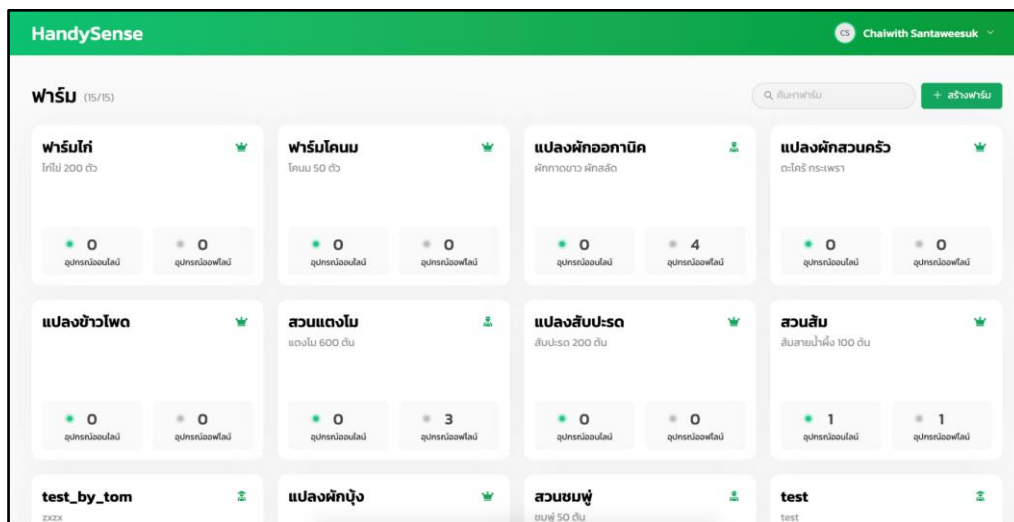 HandySense
CS Chaiwith Santaweesuk
ฟาร์ม (15/15)
ค้นหาฟาร์ม
+ สร้างฟาร์ม
ฟาร์มไก่
ไก่ไข่ 200 ตัว
0 0
อุปกรณ์ออนไลน์ อุปกรณ์ออฟไลน์
ฟาร์มโคนม
โคนม 50 ตัว
0 0
อุปกรณ์ออนไลน์ อุปกรณ์ออฟไลน์
แปลงผักออกานิค
ผักกาดขาว ผักสลัด
0 4
อุปกรณ์ออนไลน์ อุปกรณ์ออฟไลน์
แปลงผักสวนครัว
ตะไคร้ กระเพรา
0 0
อุปกรณ์ออนไลน์ อุปกรณ์ออฟไลน์
แปลงข้าวโพด
0 0
อุปกรณ์ออนไลน์ อุปกรณ์ออฟไลน์
สวนแตงโม
แตงโม 600 ต้น
0 3
อุปกรณ์ออนไลน์ อุปกรณ์ออฟไลน์
แปลงสับปะรด
สับปะรด 200 ต้น
0 0
อุปกรณ์ออนไลน์ อุปกรณ์ออฟไลน์
สวนส้ม
ส้มสายน้ำผึ้ง 100 ต้น
1 1
อุปกรณ์ออนไลน์ อุปกรณ์ออฟไลน์
test_by_tom
zxzx
แปลงผักบุ้ง
สวนชมพู่
ชมพู่ 50 ต้น
test
test